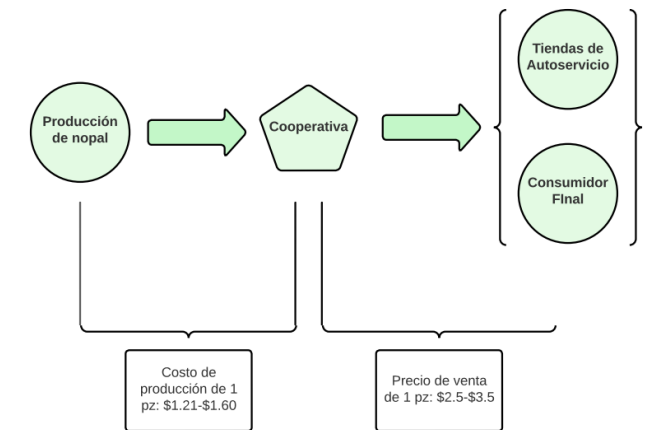 Tiendas de
Autoservicio
Producción
de nopal
Cooperativa
Consumidor
FInal
Costo de
producción de 1
pz: $1.21-$1.60
Precio de venta
de 1 pz: $2.5-$3.5